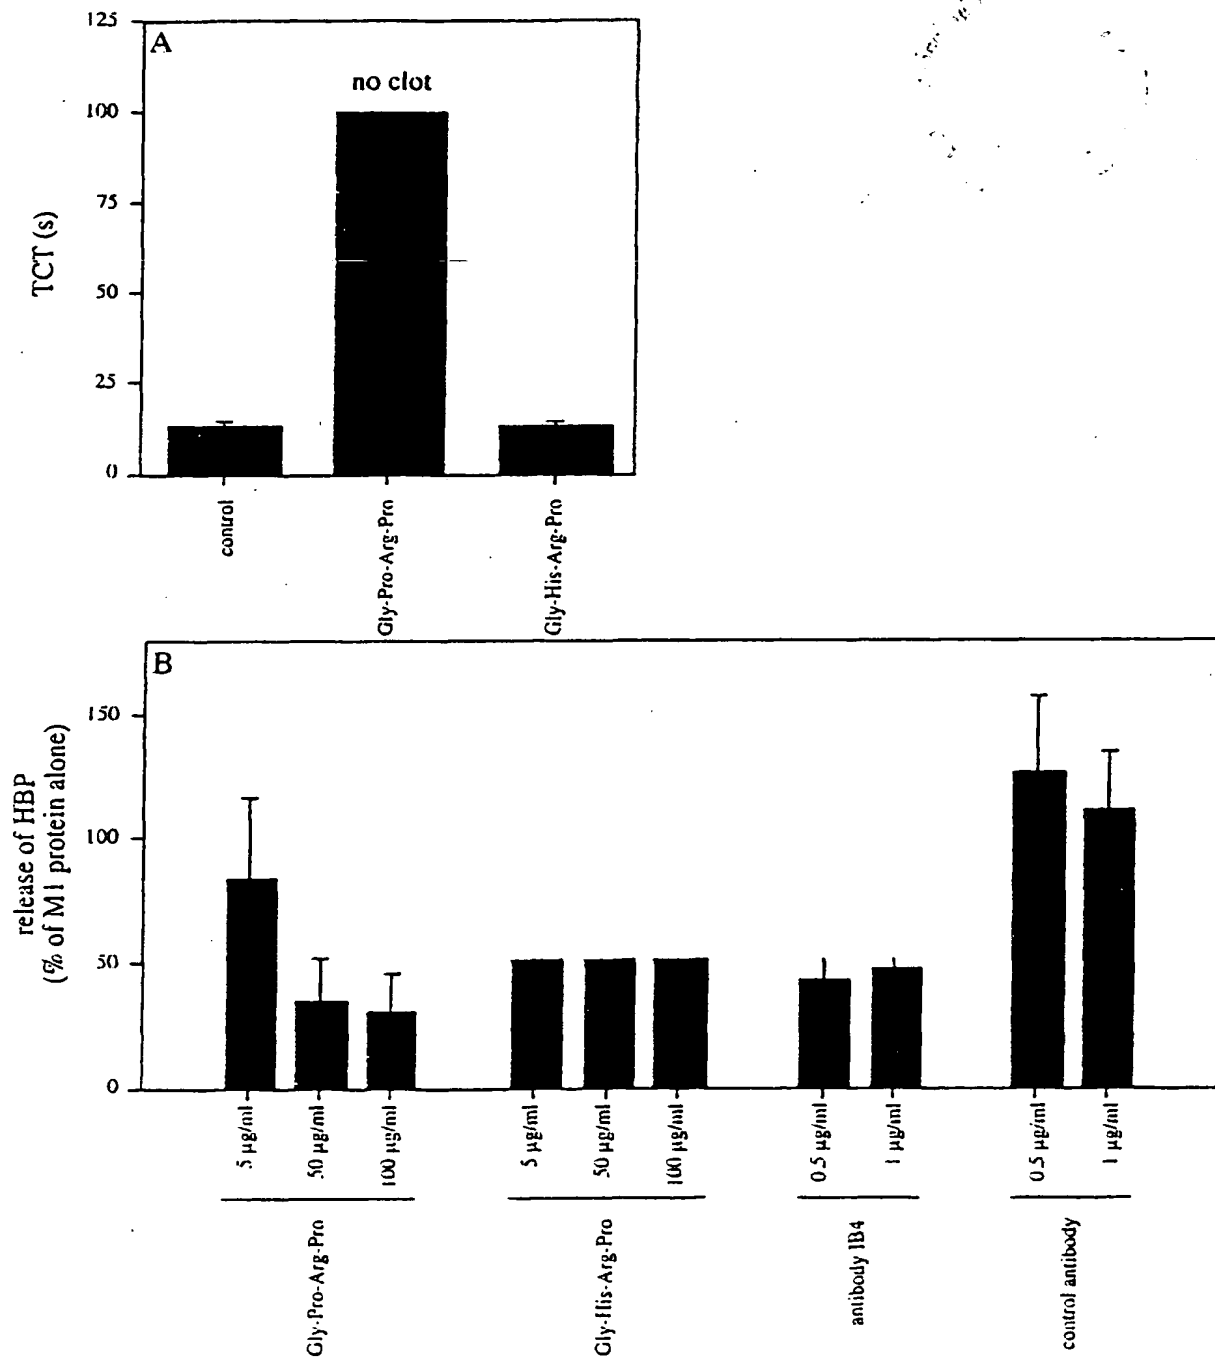 A
125
no clot
100
75
50
25
0
TCT (s)
control
Gly-Pro-Arg-Pro
Gly-His-Arg-Pro
B
150
100
50
0
release of HBP
(% of M1 protein alone)
5 µg/ml
50 µg/ml
100 µg/ml
5 µg/ml
50 µg/ml
100 µg/ml
0.5 µg/ml
1 µg/ml
0.5 µg/ml
1 µg/ml
Gly-Pro-Arg-Pro
Gly-His-Arg-Pro
antibody IB4
control antibody